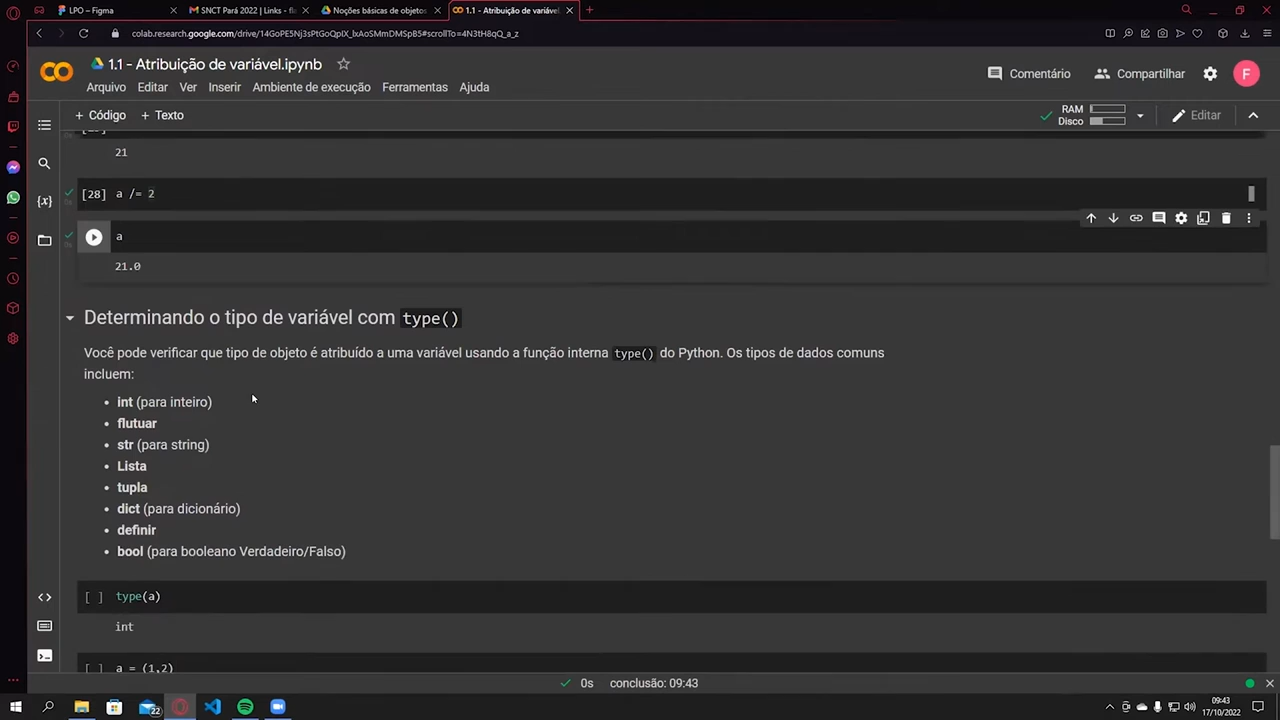 LPO – Figma
SNCT Pará 2022 | Links - fl
Noções básicas de objetos
1.1 - Atribuição de variável.
colab.research.google.com/drive/14GoPE5Nj3sPtGoQpIX_lxAoSMmDMSpB5#scrollTo=4N3tH8qQ_a_z
1.1 - Atribuição de variável.ipynb
Comentário
Compartilhar
F
Arquivo Editar Ver Inserir Ambiente de execução Ferramentas Ajuda
+ Código + Texto
RAM
Disco
Editar
21
[28] a /= 2
a
21.0
Determinando o tipo de variável com type()
Você pode verificar que tipo de objeto é atribuído a uma variável usando a função interna type() do Python. Os tipos de dados comuns
incluem:
int (para inteiro)
flutuar
str (para string)
Lista
tupla
dict (para dicionário)
definir
bool (para booleano Verdadeiro/Falso)
[ ] type(a)
int
[ ] a = (1,2)
0s conclusão: 09:43
22
09:43
17/10/2022